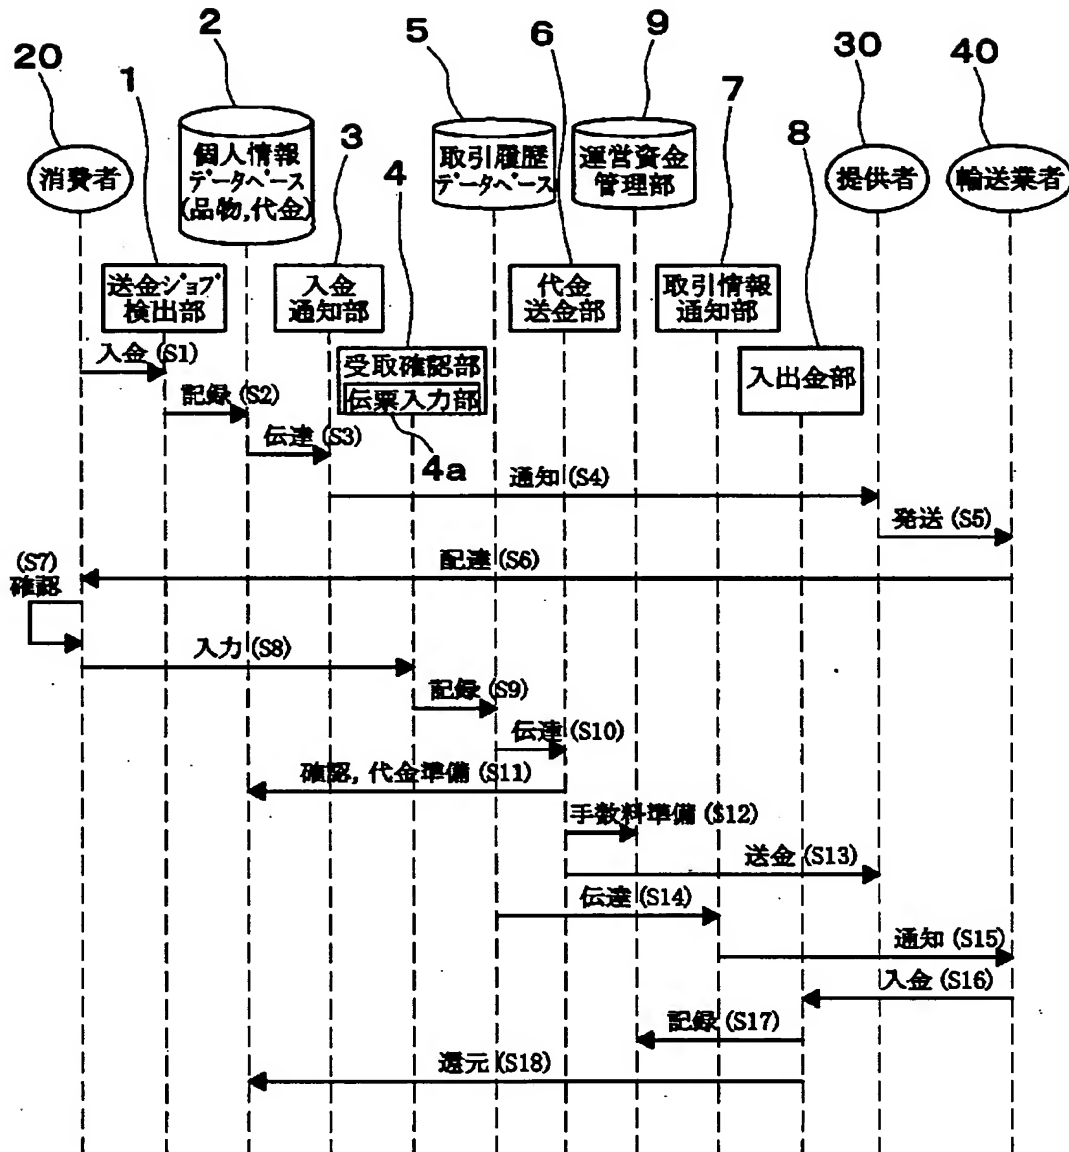 20
1
2
3
4
5
6
9
7
8
30
40
消費者
個人情報
データベース
(品物,代金)
取引履歴
データベース
運営資金
管理部
提供者
輸送業者
送金ジョブ
検出部
入金
通知部
代金
送金部
取引情報
通知部
受取確認部
伝票入力部
4a
入出金部
入金 (S1)
記録 (S2)
伝達 (S3)
通知 (S4)
発送 (S5)
配達 (S6)
(S7)
確認
入力 (S8)
記録 (S9)
伝達 (S10)
確認, 代金準備 (S11)
手数料準備 (S12)
送金 (S13)
伝達 (S14)
通知 (S15)
入金 (S16)
記録 (S17)
還元 (S18)